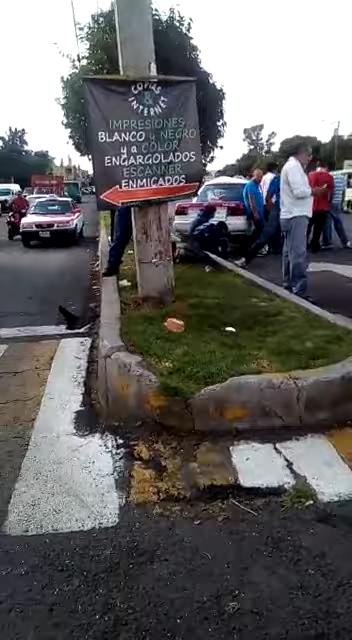 COPIAS
&
INTERNET
IMPRESIONES
BLANCO y NEGRO
y a COLOR
ENGARGOLADOS
ESCANNER
ENMICADOS